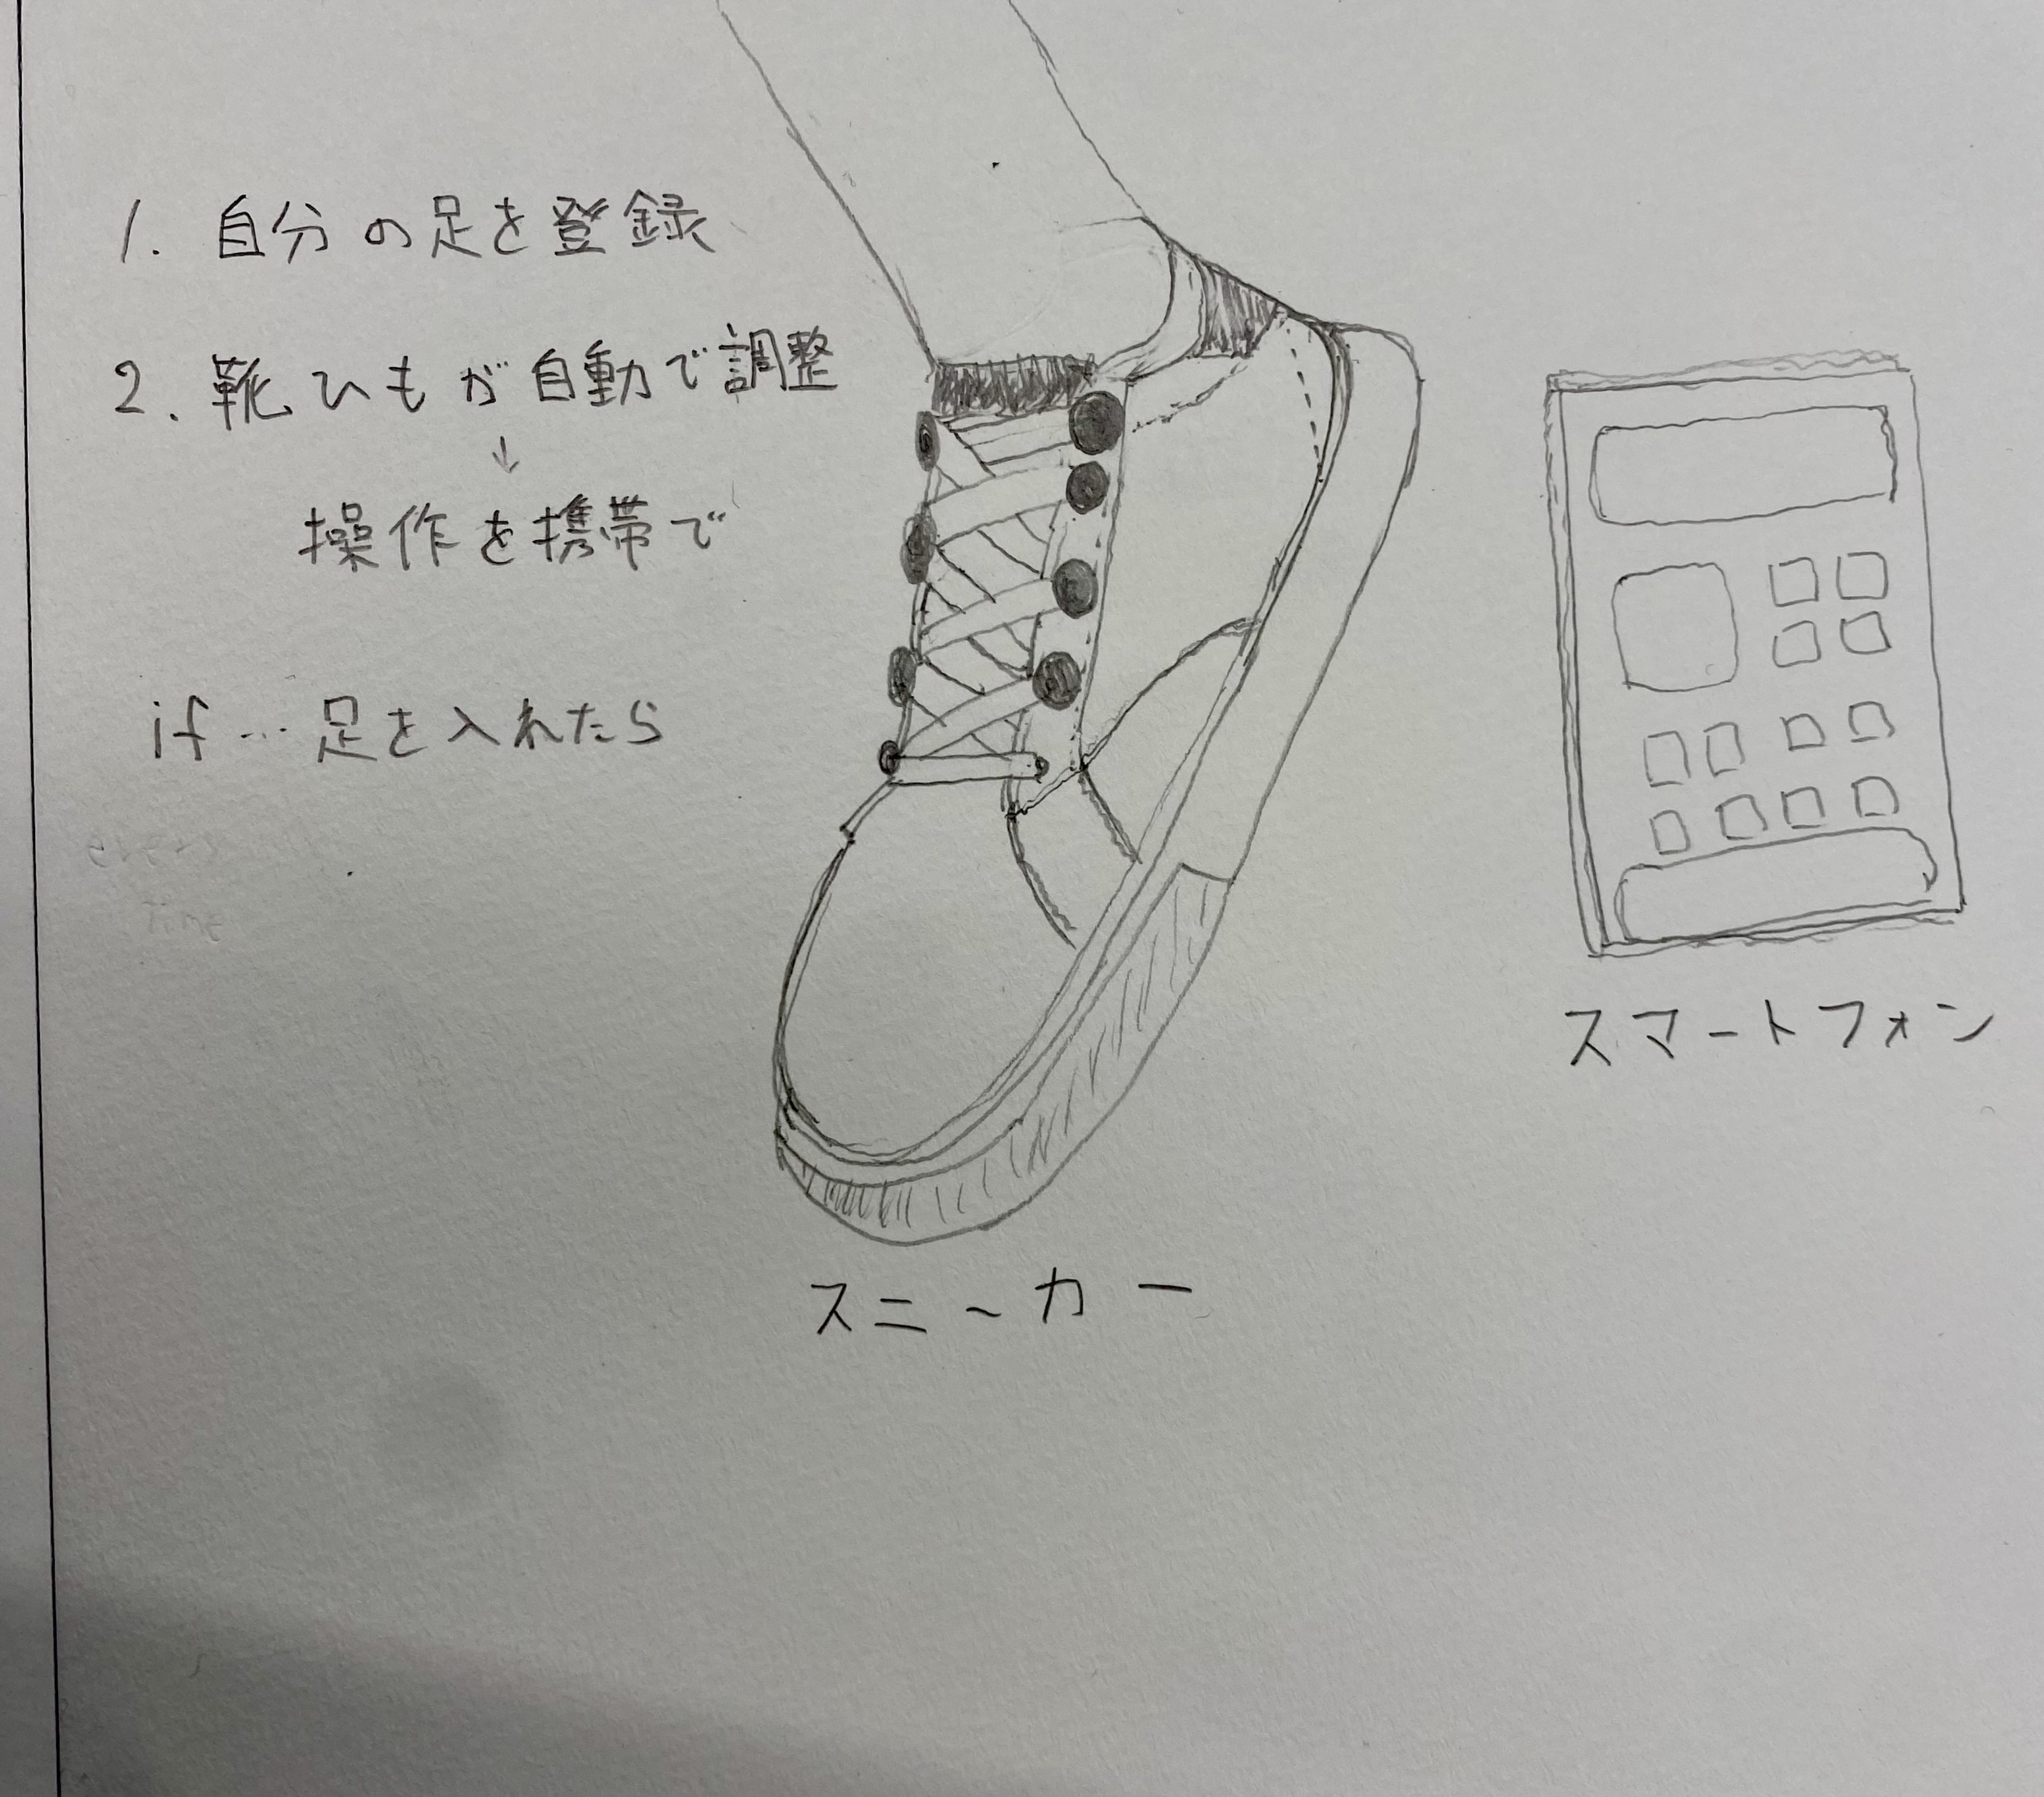 1. 自分の足を登録
2. 靴ひもが自動で調整
↓
操作を携帯で
if … 足を入れたら
Time
スマートフォン
スニーカー